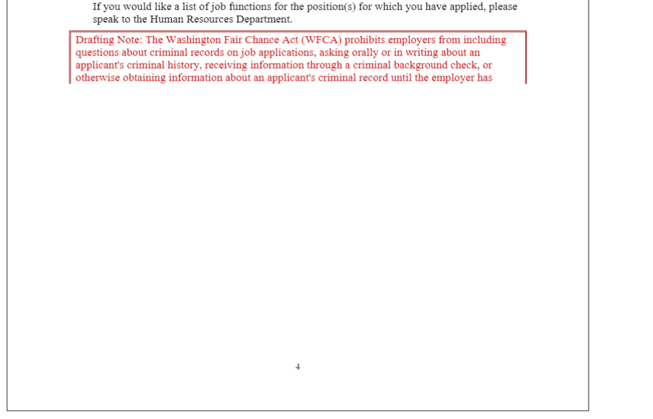 If you would like a list of job functions for the position(s) for which you have applied, please
speak to the Human Resources Department.
Drafting Note: The Washington Fair Chance Act (WFCA) prohibits employers from including
questions about criminal records on job applications, asking orally or in writing about an
applicant's criminal history, receiving information through a criminal background check, or
otherwise obtaining information about an applicant's criminal record until the employer has
4